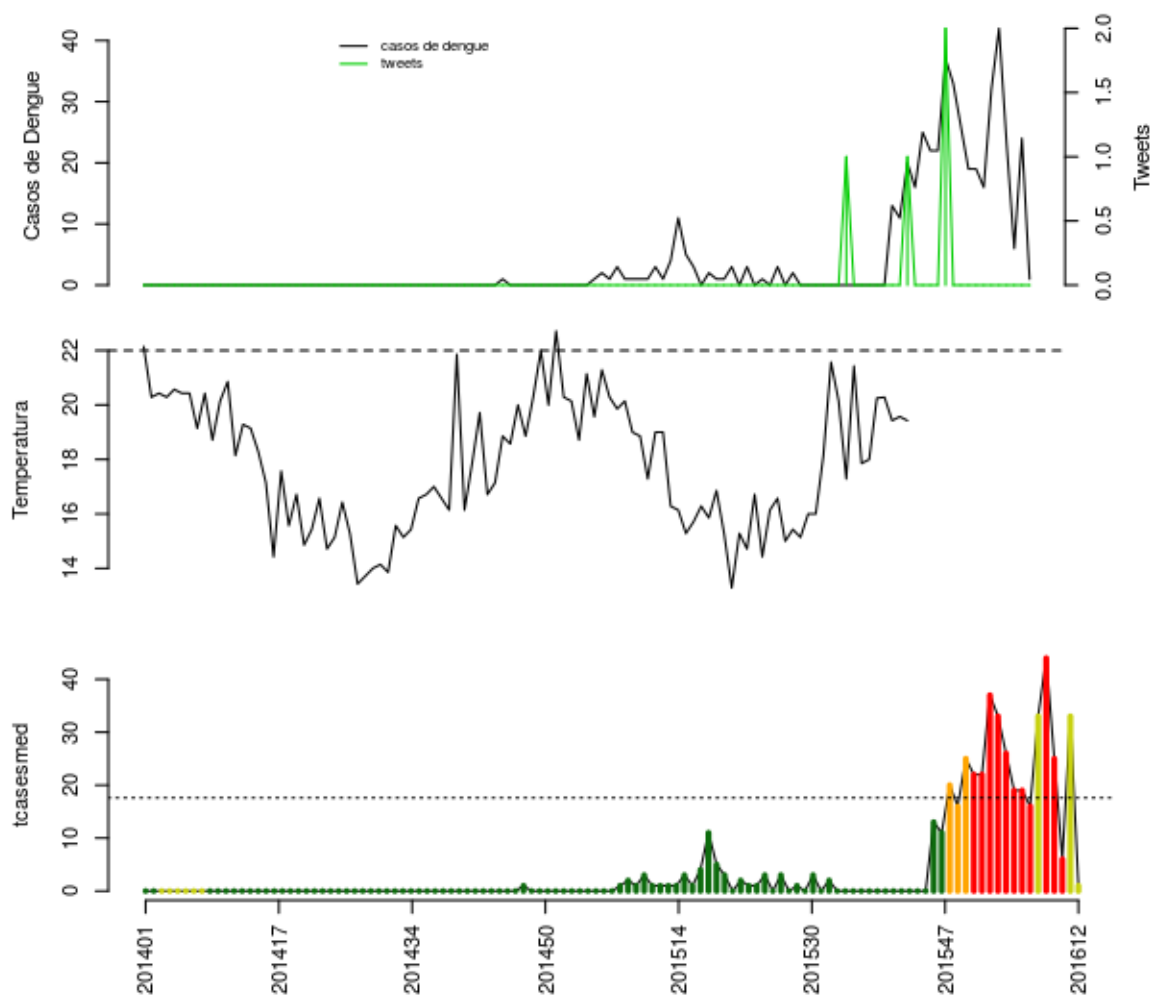 casos de dengue
tweets
Casos de Dengue
0 10 20 30 40
Tweets
0.0 0.5 1.0 1.5 2.0
Temperatura
14 16 18 20 22
tcasesmed
0 10 20 30 40
201401 201417 201434 201450 201514 201530 201547 201612